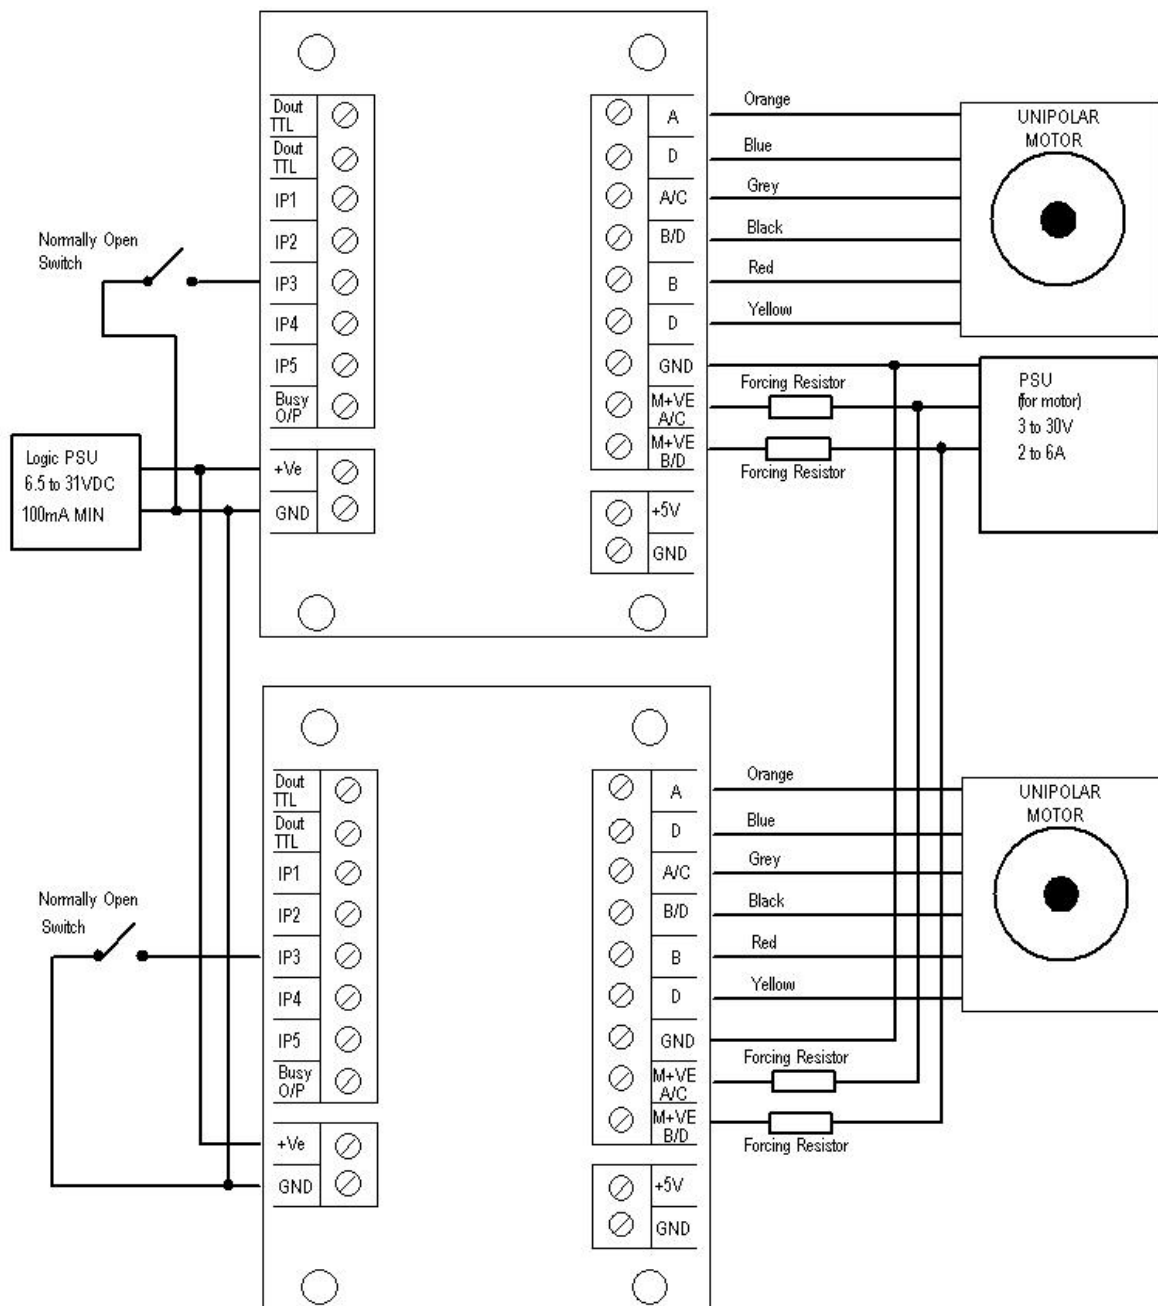 Dout
TTL
Dout
TTL
IP1
IP2
IP3
IP4
IP5
Busy
O/P
+Ve
GND
A
D
A/C
B/D
B
D
GND
M+VE
A/C
M+VE
B/D
+5V
GND
Normally Open
Switch
Logic PSU
6.5 to 31VDC
100mA MIN
Orange
Blue
Grey
Black
Red
Yellow
UNIPOLAR
MOTOR
Forcing Resistor
Forcing Resistor
PSU
(for motor)
3 to 30V
2 to 6A
Dout
TTL
Dout
TTL
IP1
IP2
IP3
IP4
IP5
Busy
O/P
+Ve
GND
A
D
A/C
B/D
B
D
GND
M+VE
A/C
M+VE
B/D
+5V
GND
Normally Open
Switch
Orange
Blue
Grey
Black
Red
Yellow
UNIPOLAR
MOTOR
Forcing Resistor
Forcing Resistor